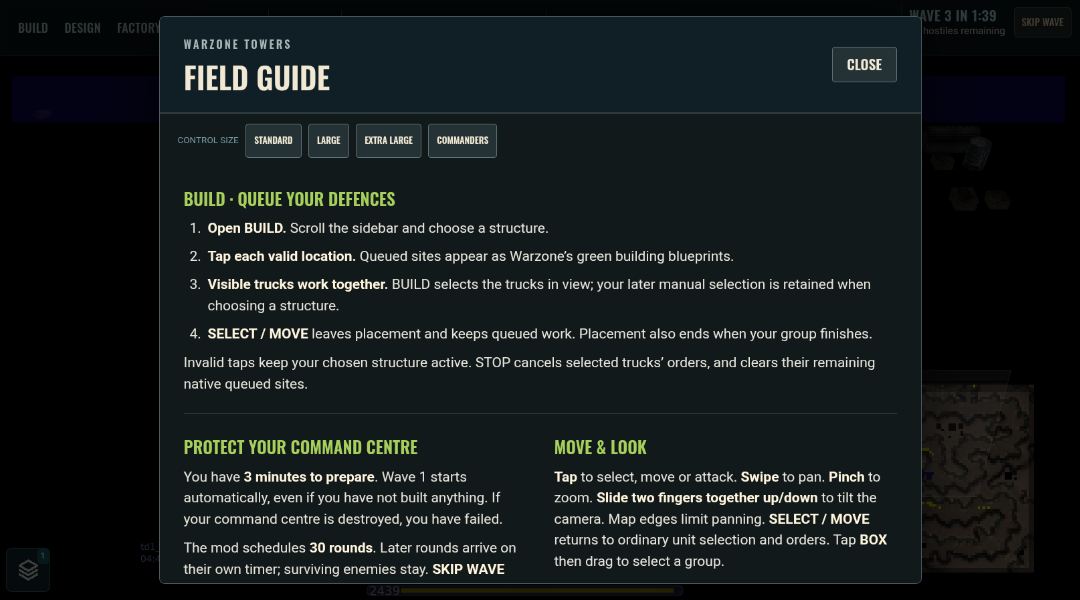 BUILD DESIGN FACTORY
WAVE 3 IN 1:39
hostiles remaining
SKIP WAVE
WARZONE TOWERS
FIELD GUIDE
CLOSE
CONTROL SIZE STANDARD LARGE EXTRA LARGE COMMANDERS
BUILD · QUEUE YOUR DEFENCES
1. Open BUILD. Scroll the sidebar and choose a structure.
2. Tap each valid location. Queued sites appear as Warzone’s green building blueprints.
3. Visible trucks work together. BUILD selects the trucks in view; your later manual selection is retained when
choosing a structure.
4. SELECT / MOVE leaves placement and keeps queued work. Placement also ends when your group finishes.
Invalid taps keep your chosen structure active. STOP cancels selected trucks’ orders, and clears their remaining
native queued sites.
PROTECT YOUR COMMAND CENTRE
You have 3 minutes to prepare. Wave 1 starts
automatically, even if you have not built anything. If
your command centre is destroyed, you have failed.
The mod schedules 30 rounds. Later rounds arrive on
their own timer; surviving enemies stay. SKIP WAVE
MOVE & LOOK
Tap to select, move or attack. Swipe to pan. Pinch to
zoom. Slide two fingers together up/down to tilt the
camera. Map edges limit panning. SELECT / MOVE
returns to ordinary unit selection and orders. Tap BOX
then drag to select a group.
1
2439